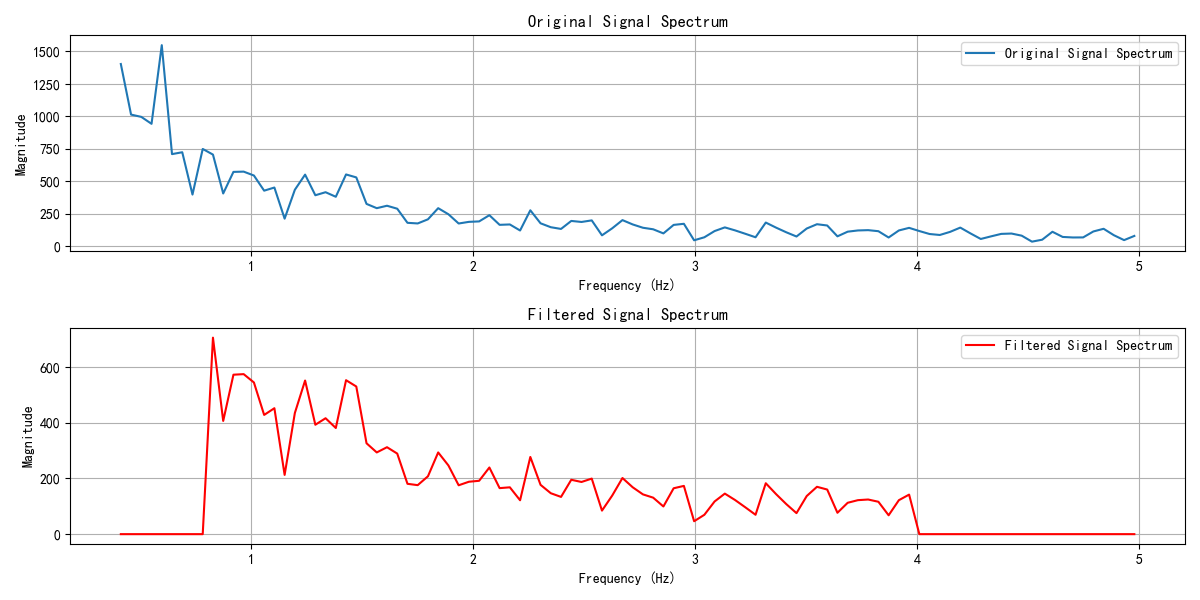 Original Signal Spectrum
1500
1250
1000
750
500
250
0
Magnitude
Original Signal Spectrum
1
2
3
4
5
Frequency (Hz)
Filtered Signal Spectrum
600
400
200
0
Magnitude
Filtered Signal Spectrum
1
2
3
4
5
Frequency (Hz)